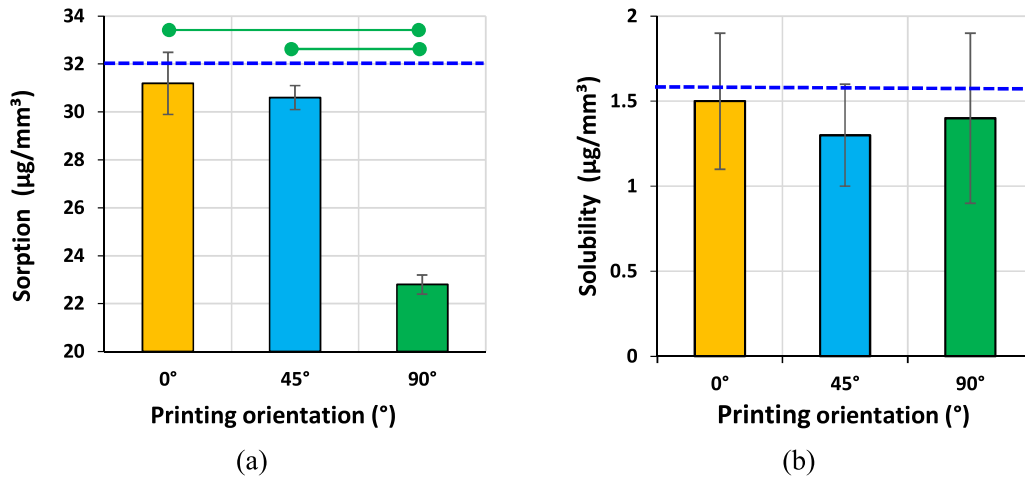 34
32
30
28
26
24
22
20
Sorption (µg/mm³)
0° 45° 90°
Printing orientation (°)
(a)
2
1.5
1
0.5
0
Solubility (µg/mm³)
0° 45° 90°
Printing orientation (°)
(b)